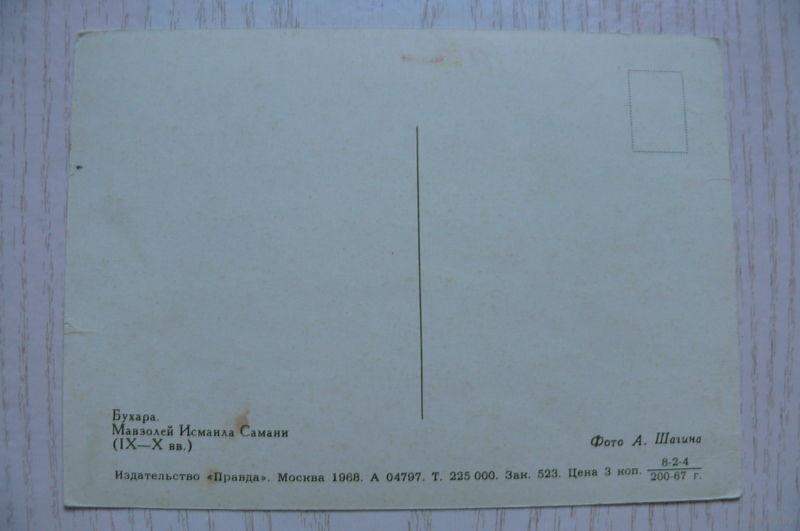 Бухара.
Мавзолей Исмаила Самани
(IX—X вв.)
Фото А. Шагина
Издательство «Правда». Москва 1968. А 04797. Т. 225 000. Зак. 523. Цена 3 коп. 8-2-4
200-67 г.